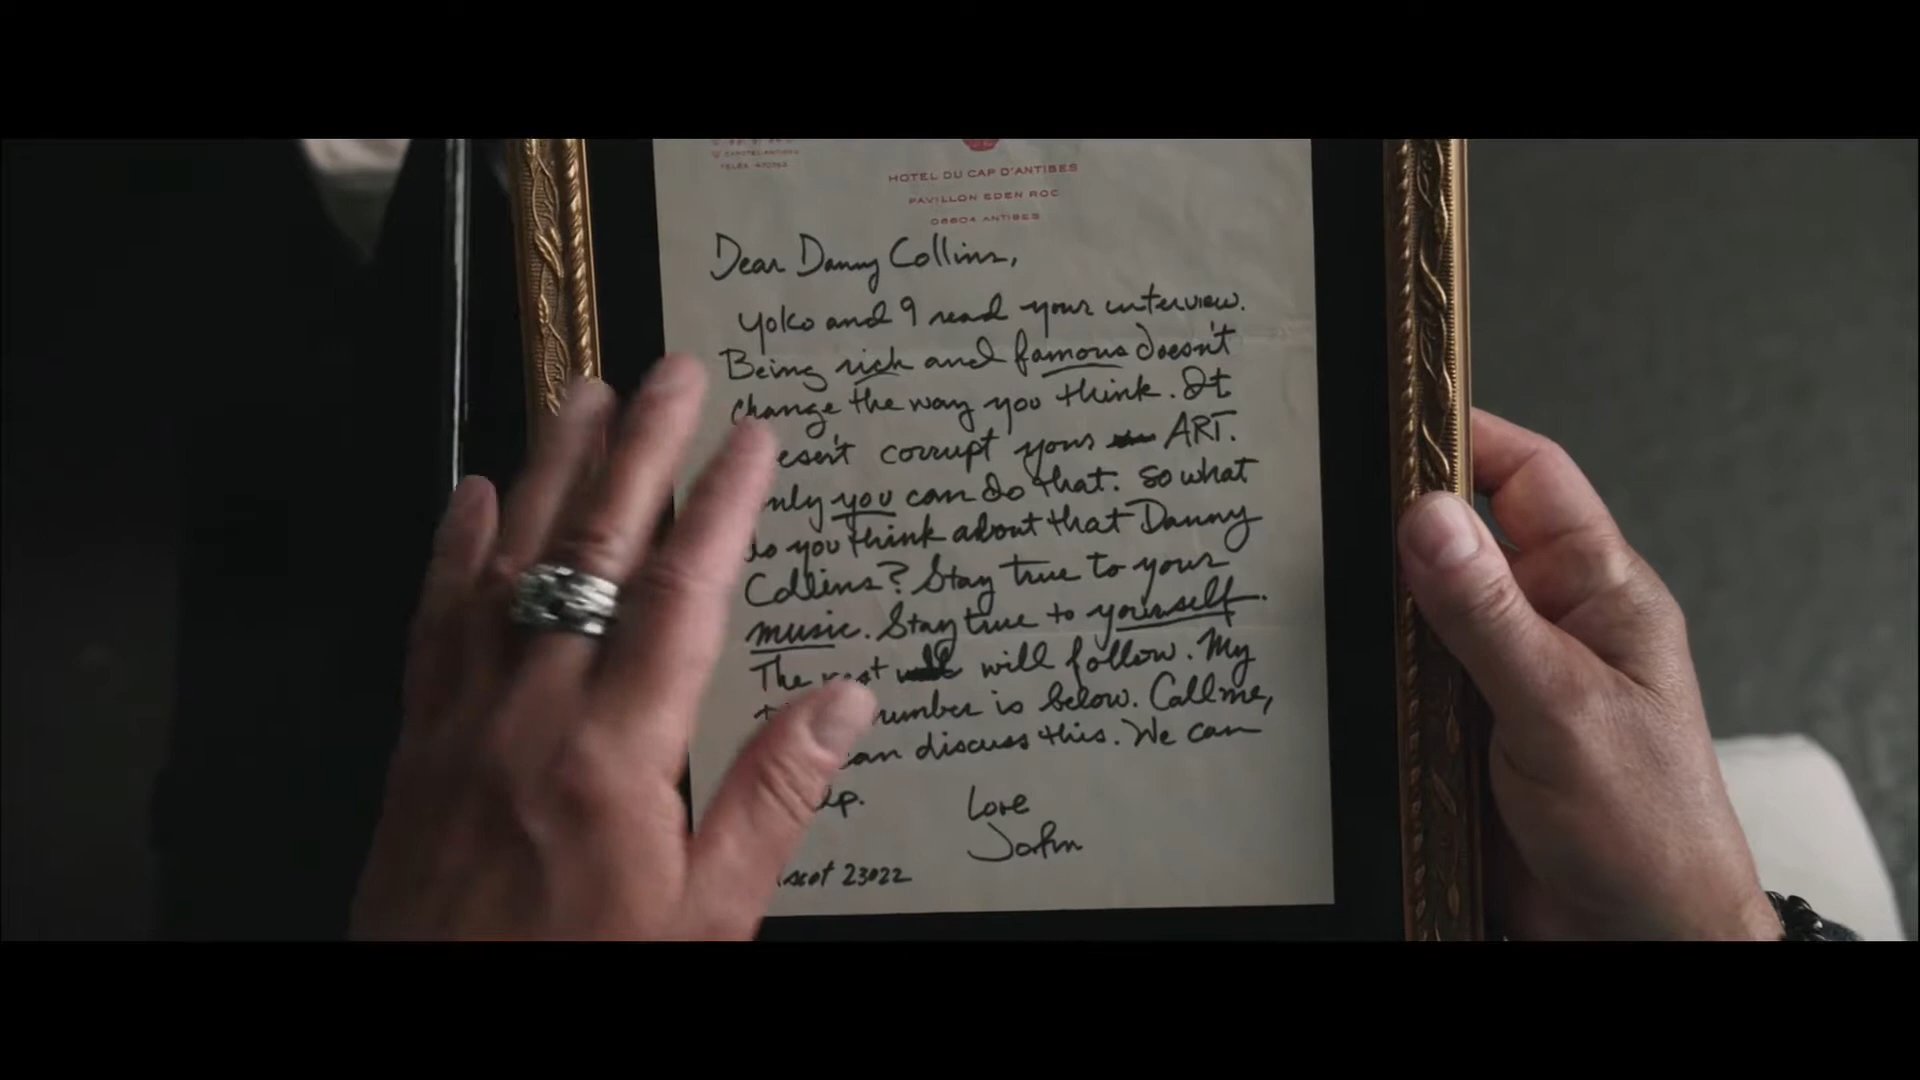 TELEX 470763
HOTEL DU CAP D'ANTIBES
PAVILLON EDEN ROC
06604 ANTIBES
Dear Danny Collins,
Yoko and I read your interview.
Being rich and famous doesn't
change the way you think. It
esn't corrupt your ART.
nly you can do that. So what
do you think about that Danny
Collins? Stay true to your
music. Stay true to yourself.
The rest will follow. My
number is below. Call me,
can discuss this. We can
lp.
Love
John
scot 23022